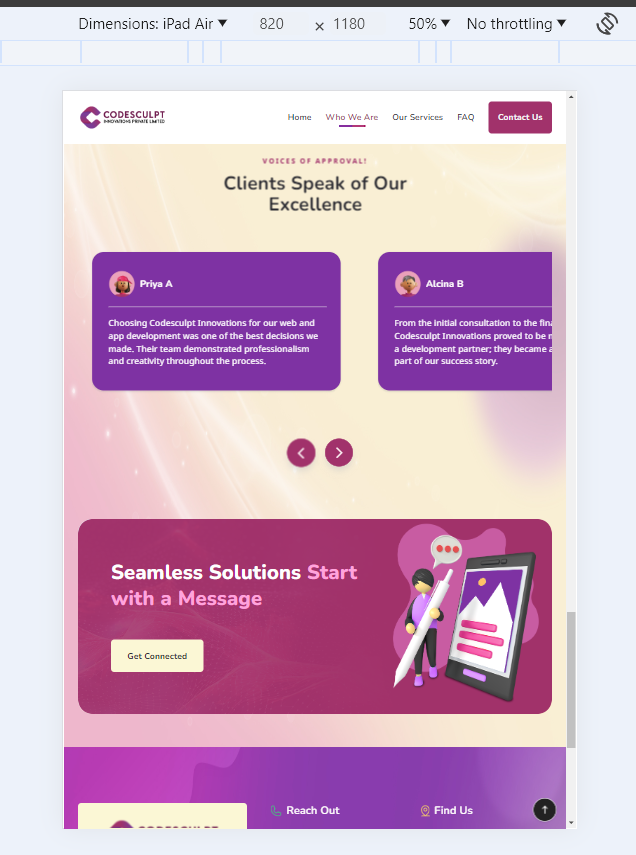 Dimensions: iPad Air ▼ 820 × 1180 50% ▼ No throttling ▼
CODESCULPT
INNOVATIONS PRIVATE LIMITED
Home Who We Are Our Services FAQ Contact Us
VOICES OF APPROVAL!
Clients Speak of Our
Excellence
Priya A
Choosing Codesculpt Innovations for our web and
app development was one of the best decisions we
made. Their team demonstrated professionalism
and creativity throughout the process.
Alcina B
From the initial consultation to the fina
Codesculpt Innovations proved to be
a development partner; they became a
part of our success story.
Seamless Solutions Start
with a Message
Get Connected
Reach Out
Find Us
CODESCULPT